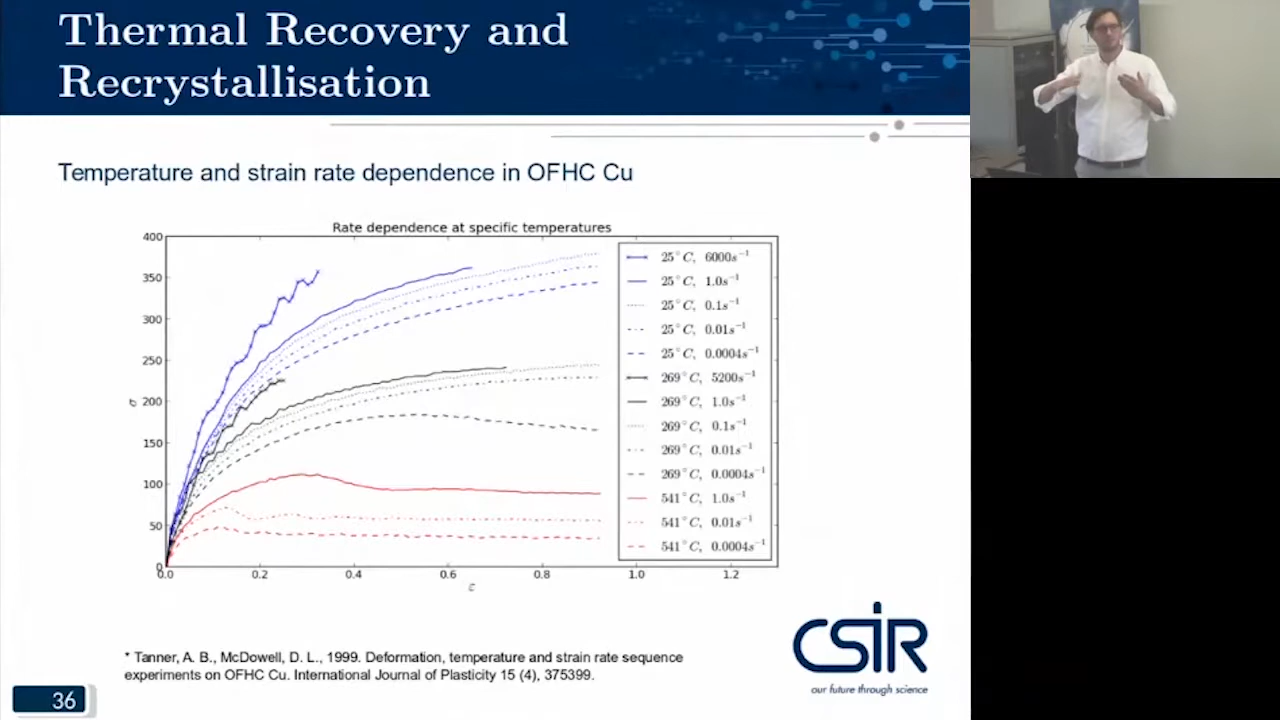 Thermal Recovery and
Recrystallisation
Temperature and strain rate dependence in OFHC Cu
Rate dependence at specific temperatures
400
350
300
250
200
150
100
50
0
σ
0.0 0.2 0.4 0.6 0.8 1.0 1.2
ε
25°C, 6000s⁻¹
25°C, 1.0s⁻¹
25°C, 0.1s⁻¹
25°C, 0.01s⁻¹
25°C, 0.0004s⁻¹
269°C, 5200s⁻¹
269°C, 1.0s⁻¹
269°C, 0.1s⁻¹
269°C, 0.01s⁻¹
269°C, 0.0004s⁻¹
541°C, 1.0s⁻¹
541°C, 0.01s⁻¹
541°C, 0.0004s⁻¹
* Tanner, A. B., McDowell, D. L., 1999. Deformation, temperature and strain rate sequence
experiments on OFHC Cu. International Journal of Plasticity 15 (4), 375399.
CSIR
our future through science
36